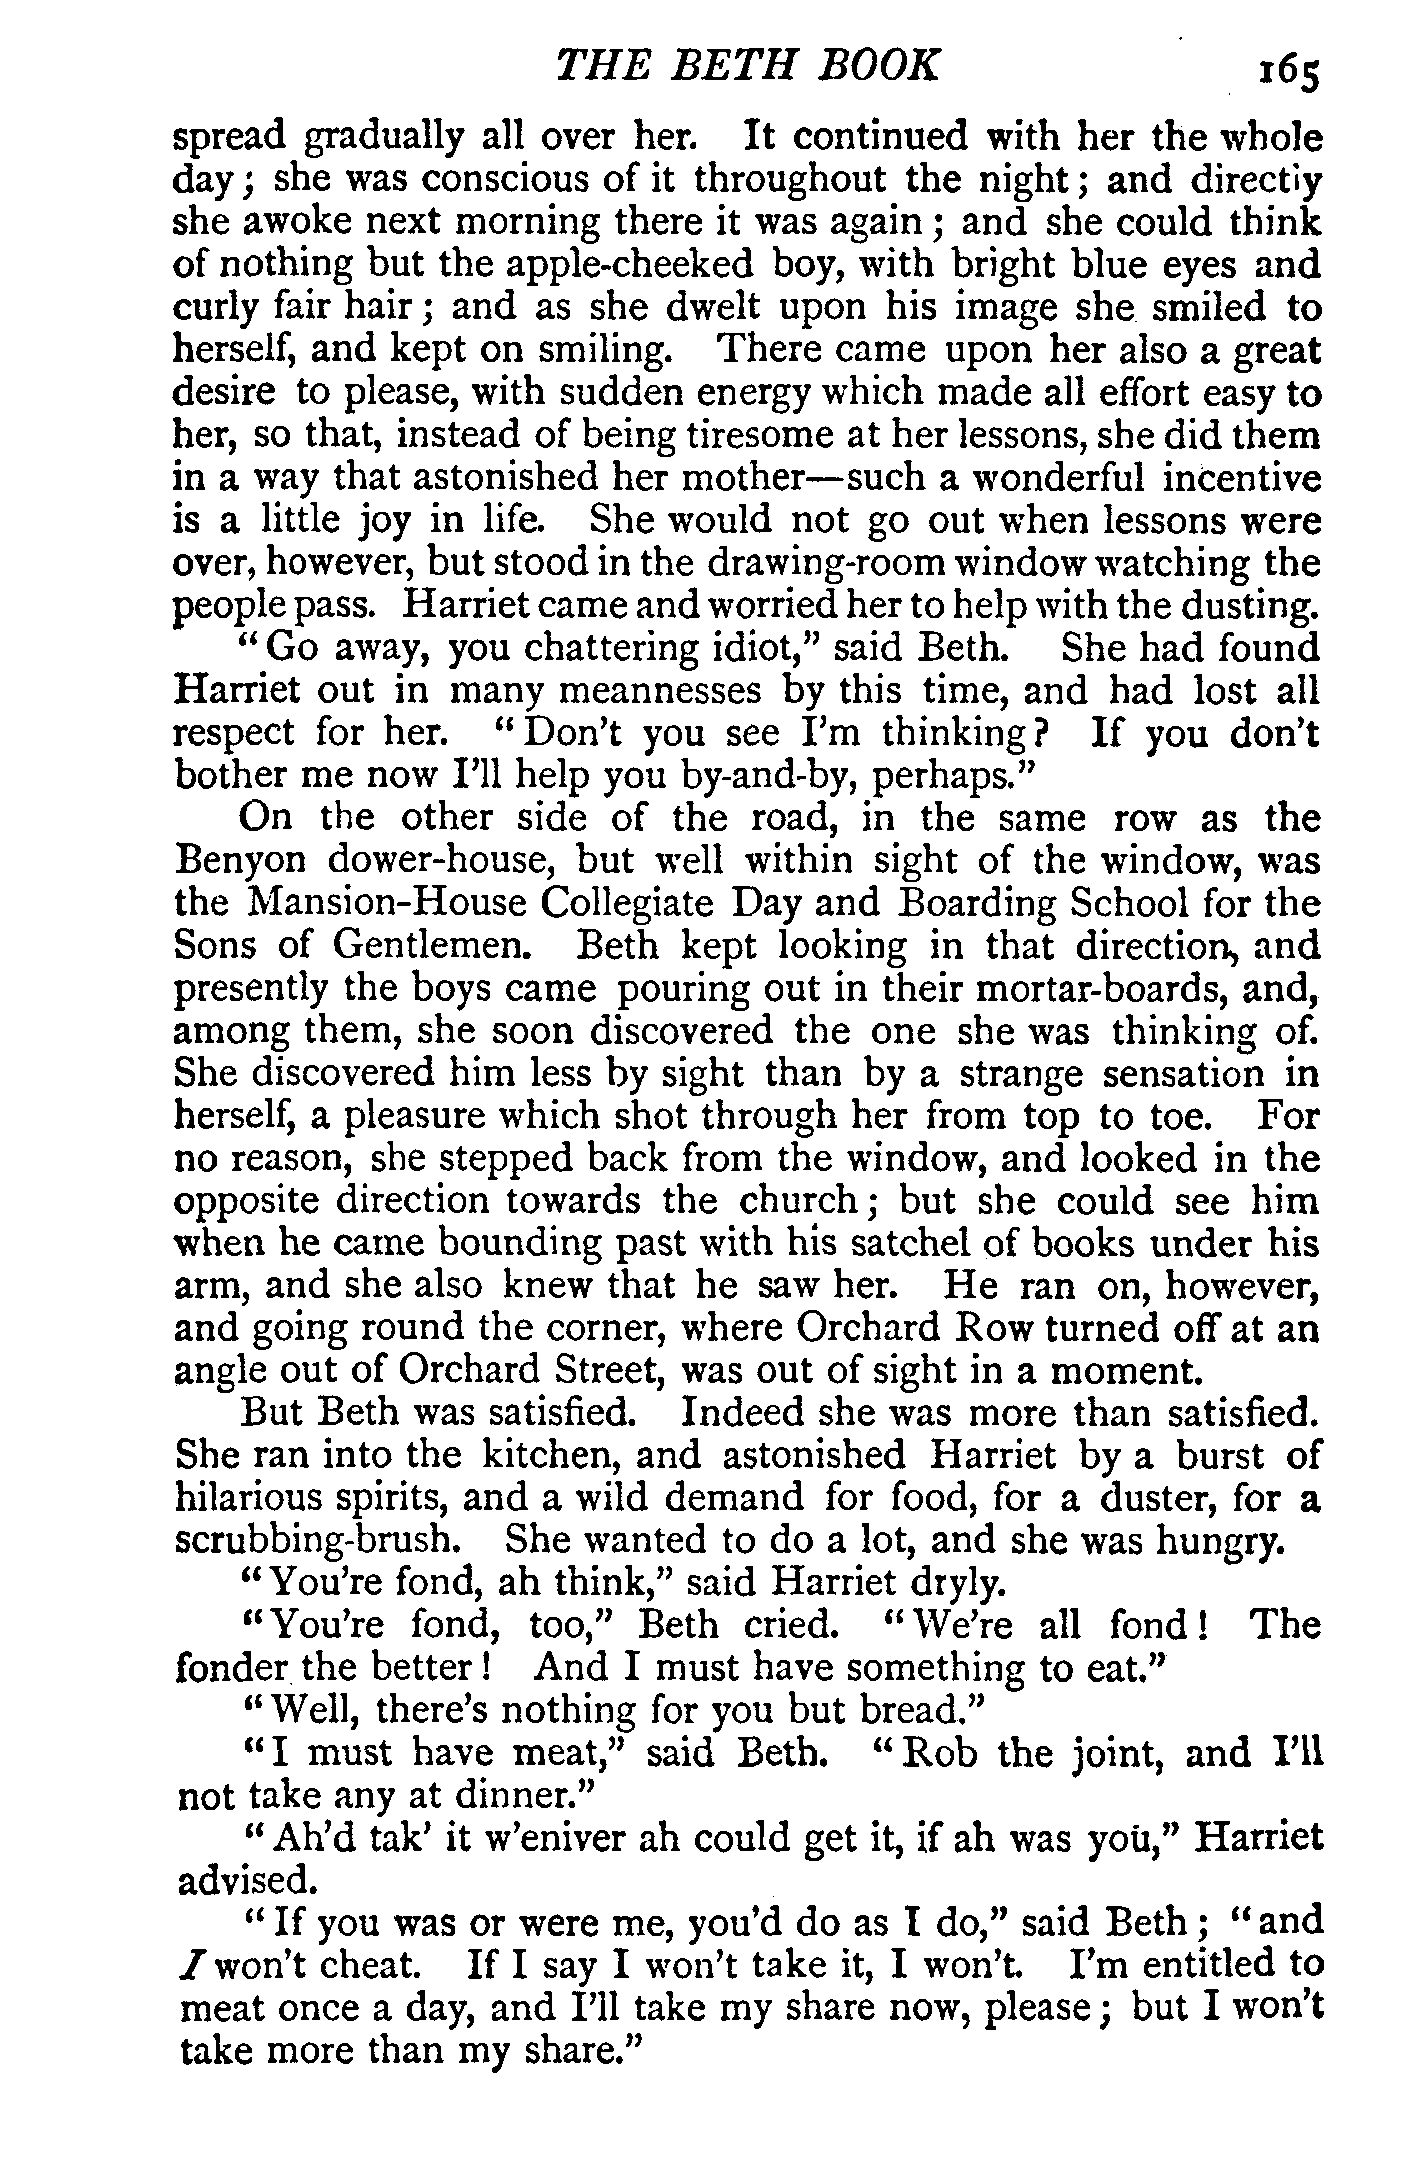 THE BETH BOOK 165
spread gradually all over her. It continued with her the whole
day; she was conscious of it throughout the night; and directly
she awoke next morning there it was again; and she could think
of nothing but the apple-cheeked boy, with bright blue eyes and
curly fair hair; and as she dwelt upon his image she smiled to
herself, and kept on smiling. There came upon her also a great
desire to please, with sudden energy which made all effort easy to
her, so that, instead of being tiresome at her lessons, she did them
in a way that astonished her mother—such a wonderful incentive
is a little joy in life. She would not go out when lessons were
over, however, but stood in the drawing-room window watching the
people pass. Harriet came and worried her to help with the dusting.
"Go away, you chattering idiot," said Beth. She had found
Harriet out in many meannesses by this time, and had lost all
respect for her. "Don't you see I'm thinking? If you don't
bother me now I'll help you by-and-by, perhaps."
On the other side of the road, in the same row as the
Benyon dower-house, but well within sight of the window, was
the Mansion-House Collegiate Day and Boarding School for the
Sons of Gentlemen. Beth kept looking in that direction, and
presently the boys came pouring out in their mortar-boards, and,
among them, she soon discovered the one she was thinking of.
She discovered him less by sight than by a strange sensation in
herself, a pleasure which shot through her from top to toe. For
no reason, she stepped back from the window, and looked in the
opposite direction towards the church; but she could see him
when he came bounding past with his satchel of books under his
arm, and she also knew that he saw her. He ran on, however,
and going round the corner, where Orchard Row turned off at an
angle out of Orchard Street, was out of sight in a moment.
But Beth was satisfied. Indeed she was more than satisfied.
She ran into the kitchen, and astonished Harriet by a burst of
hilarious spirits, and a wild demand for food, for a duster, for a
scrubbing-brush. She wanted to do a lot, and she was hungry.
"You're fond, ah think," said Harriet dryly.
"You're fond, too," Beth cried. "We're all fond! The
fonder the better! And I must have something to eat."
"Well, there's nothing for you but bread."
"I must have meat," said Beth. "Rob the joint, and I'll
not take any at dinner."
"Ah'd tak' it w'eniver ah could get it, if ah was you," Harriet
advised.
"If you was or were me, you'd do as I do," said Beth; "and
I won't cheat. If I say I won't take it, I won't. I'm entitled to
meat once a day, and I'll take my share now, please; but I won't
take more than my share."